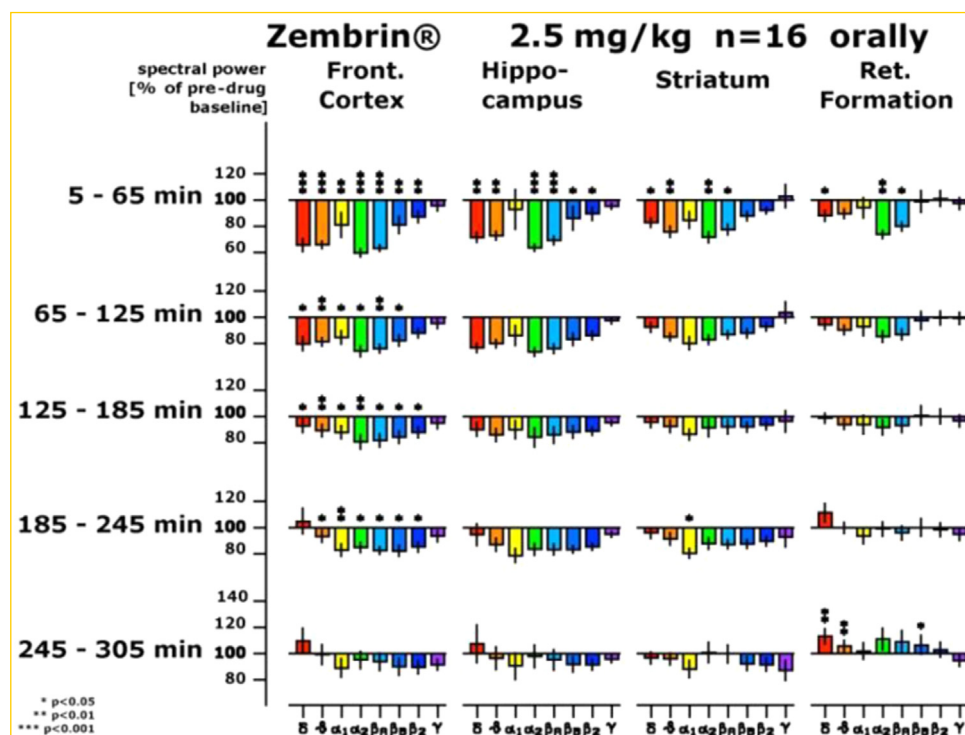 Zembrin® 2.5 mg/kg n=16 orally
spectral power
[% of pre-drug
baseline]
Front.
Cortex
Hippo-
campus
Striatum
Ret.
Formation
5 - 65 min
120
100
80
60
65 - 125 min
120
100
80
125 - 185 min
120
100
80
185 - 245 min
120
100
80
245 - 305 min
140
120
100
80
* p<0.05
** p<0.01
*** p<0.001
δ ϑ α1 α2 βa βb β2 γ
δ ϑ α1 α2 βa βb β2 γ
δ ϑ α1 α2 βa βb β2 γ
δ ϑ α1 α2 βa βb β2 γ